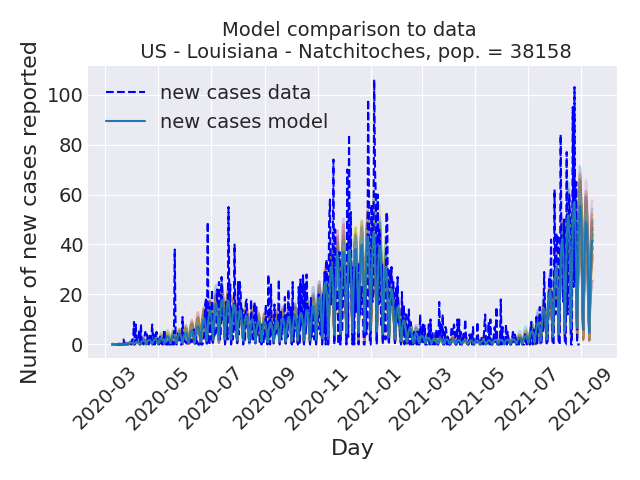 Model comparison to data
US - Louisiana - Natchitoches, pop. = 38158
Number of new cases reported
100
80
60
40
20
0
new cases data
new cases model
2020-03
2020-05
2020-07
2020-09
2020-11
2021-01
2021-03
2021-05
2021-07
2021-09
Day